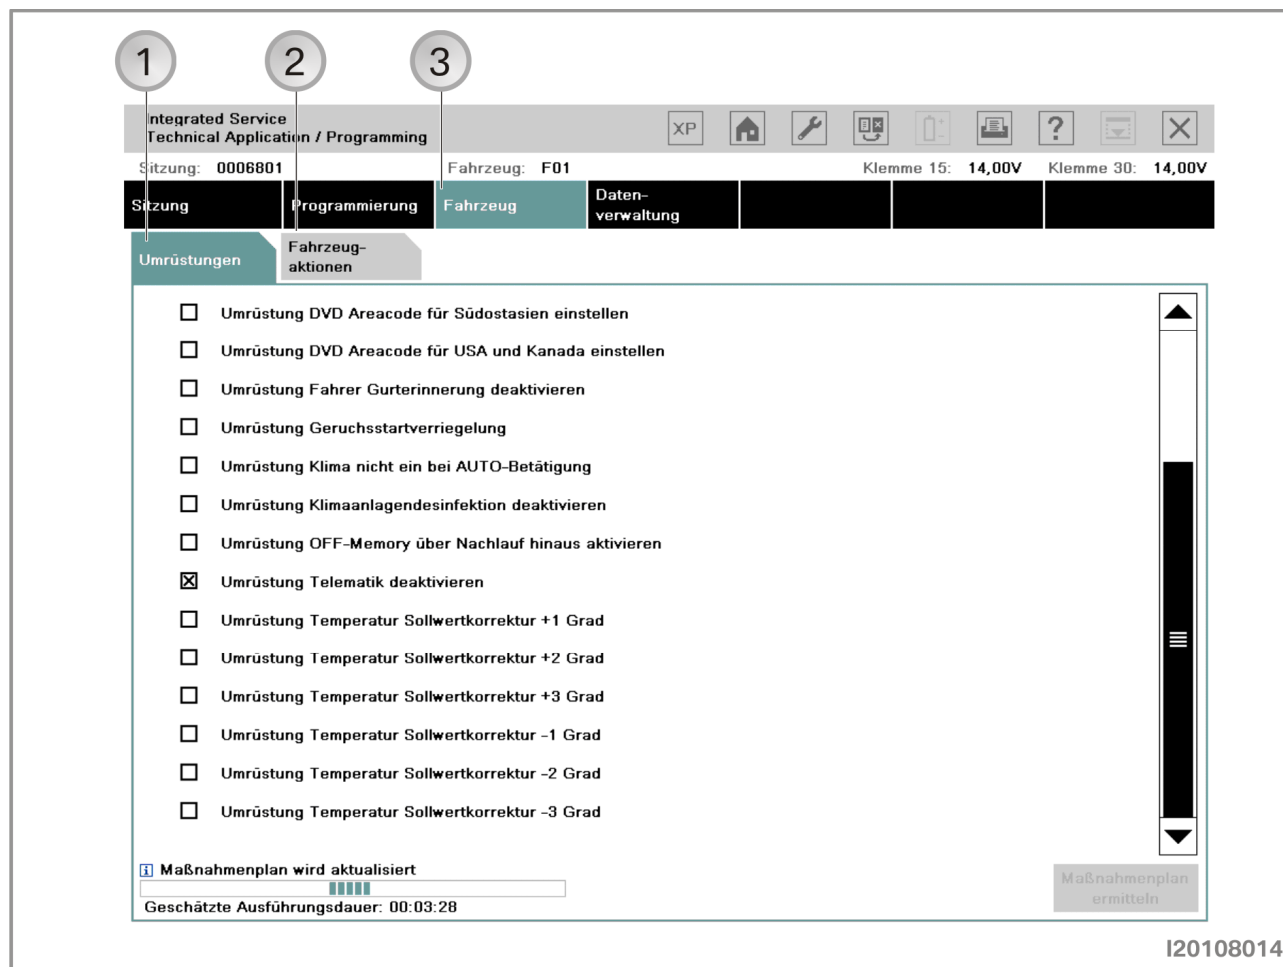 1 2 3
Integrated Service
Technical Application / Programming
XP
?
Sitzung: 0006801 Fahrzeug: F01 Klemme 15: 14,00V Klemme 30: 14,00V
Sitzung
Programmierung
Fahrzeug
Daten-
verwaltung
Umrüstungen
Fahrzeug-
aktionen
Umrüstung DVD Areacode für Südostasien einstellen
Umrüstung DVD Areacode für USA und Kanada einstellen
Umrüstung Fahrer Gurterinnerung deaktivieren
Umrüstung Geruchsstartverriegelung
Umrüstung Klima nicht ein bei AUTO-Betätigung
Umrüstung Klimaanlagendesinfektion deaktivieren
Umrüstung OFF-Memory über Nachlauf hinaus aktivieren
Umrüstung Telematik deaktivieren
Umrüstung Temperatur Sollwertkorrektur +1 Grad
Umrüstung Temperatur Sollwertkorrektur +2 Grad
Umrüstung Temperatur Sollwertkorrektur +3 Grad
Umrüstung Temperatur Sollwertkorrektur -1 Grad
Umrüstung Temperatur Sollwertkorrektur -2 Grad
Umrüstung Temperatur Sollwertkorrektur -3 Grad
i Maßnahmenplan wird aktualisiert
Geschätzte Ausführungsdauer: 00:03:28
Maßnahmenplan
ermitteln
I20108014